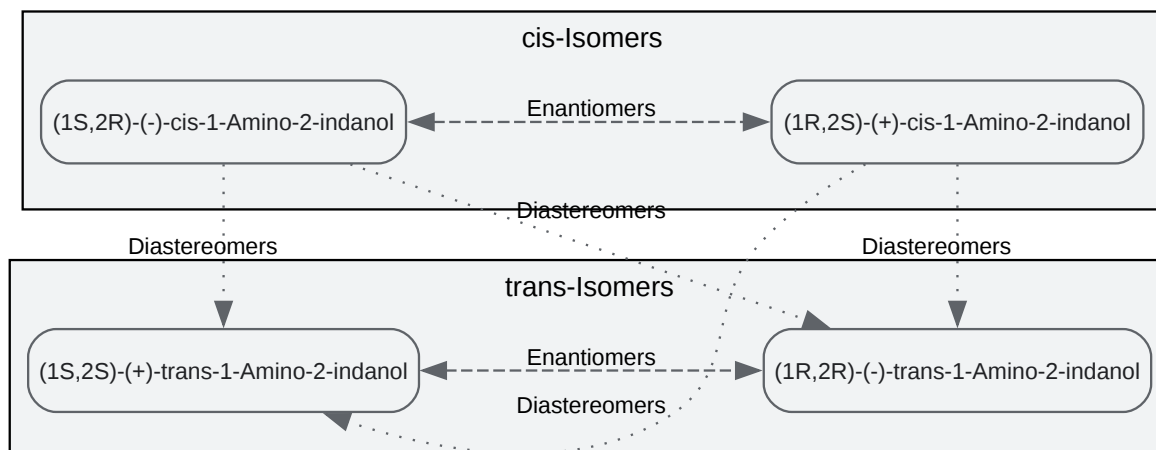 cis-Isomers
(1S,2R)-(-)-cis-1-Amino-2-indanol
Enantiomers
(1R,2S)-(+)-cis-1-Amino-2-indanol
Diastereomers
Diastereomers
Diastereomers
trans-Isomers
(1S,2S)-(+)-trans-1-Amino-2-indanol
Enantiomers
(1R,2R)-(-)-trans-1-Amino-2-indanol
Diastereomers